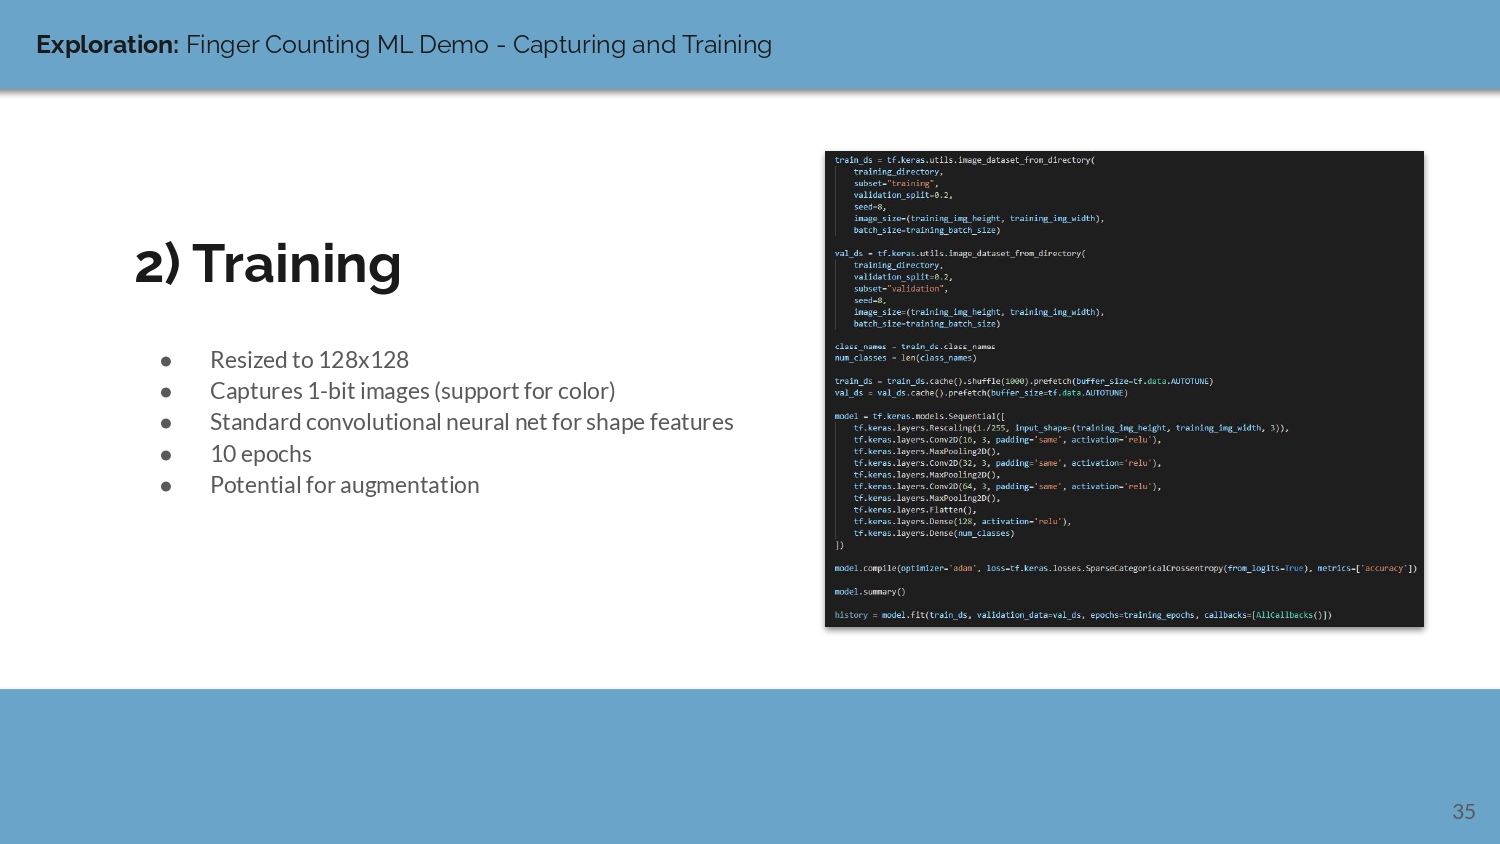 Exploration: Finger Counting ML Demo - Capturing and Training
2) Training
● Resized to 128x128
● Captures 1-bit images (support for color)
● Standard convolutional neural net for shape features
● 10 epochs
● Potential for augmentation
train_ds = tf.keras.utils.image_dataset_from_directory(
training_directory,
subset="training",
validation_split=0.2,
seed=8,
image_size=(training_img_height, training_img_width),
batch_size=training_batch_size)
val_ds = tf.keras.utils.image_dataset_from_directory(
training_directory,
validation_split=0.2,
subset="validation",
seed=8,
image_size=(training_img_height, training_img_width),
batch_size=training_batch_size)
class_names = train_ds.class_names
num_classes = len(class_names)
train_ds = train_ds.cache().shuffle(1000).prefetch(buffer_size=tf.data.AUTOTUNE)
val_ds = val_ds.cache().prefetch(buffer_size=tf.data.AUTOTUNE)
model = tf.keras.models.Sequential([
tf.keras.layers.Rescaling(1./255, input_shape=(training_img_height, training_img_width, 3)),
tf.keras.layers.Conv2D(16, 3, padding='same', activation='relu'),
tf.keras.layers.MaxPooling2D(),
tf.keras.layers.Conv2D(32, 3, padding='same', activation='relu'),
tf.keras.layers.MaxPooling2D(),
tf.keras.layers.Conv2D(64, 3, padding='same', activation='relu'),
tf.keras.layers.MaxPooling2D(),
tf.keras.layers.Flatten(),
tf.keras.layers.Dense(128, activation='relu'),
tf.keras.layers.Dense(num_classes)
])
model.compile(optimizer='adam', loss=tf.keras.losses.SparseCategoricalCrossentropy(from_logits=True), metrics=['accuracy'])
model.summary()
history = model.fit(train_ds, validation_data=val_ds, epochs=training_epochs, callbacks=[AllCallbacks()])
35